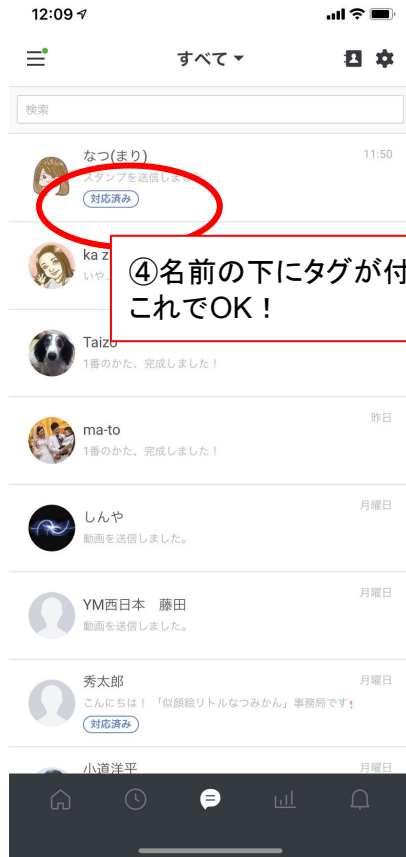 12:09
すべて
検索
なつ(まり)
11:50
スタンプを送信しました。
対応済み
ka z
いや
④名前の下にタグが付
これでOK！
Taizo
1番のかた、完成しました！
昨日
ma-to
1番のかた、完成しました！
月曜日
しんや
動画を送信しました。
月曜日
YM西日本　藤田
動画を送信しました。
月曜日
秀太郎
こんにちは！「似顔絵リトルなつみかん」事務局です
対応済み
小道洋平
月曜日